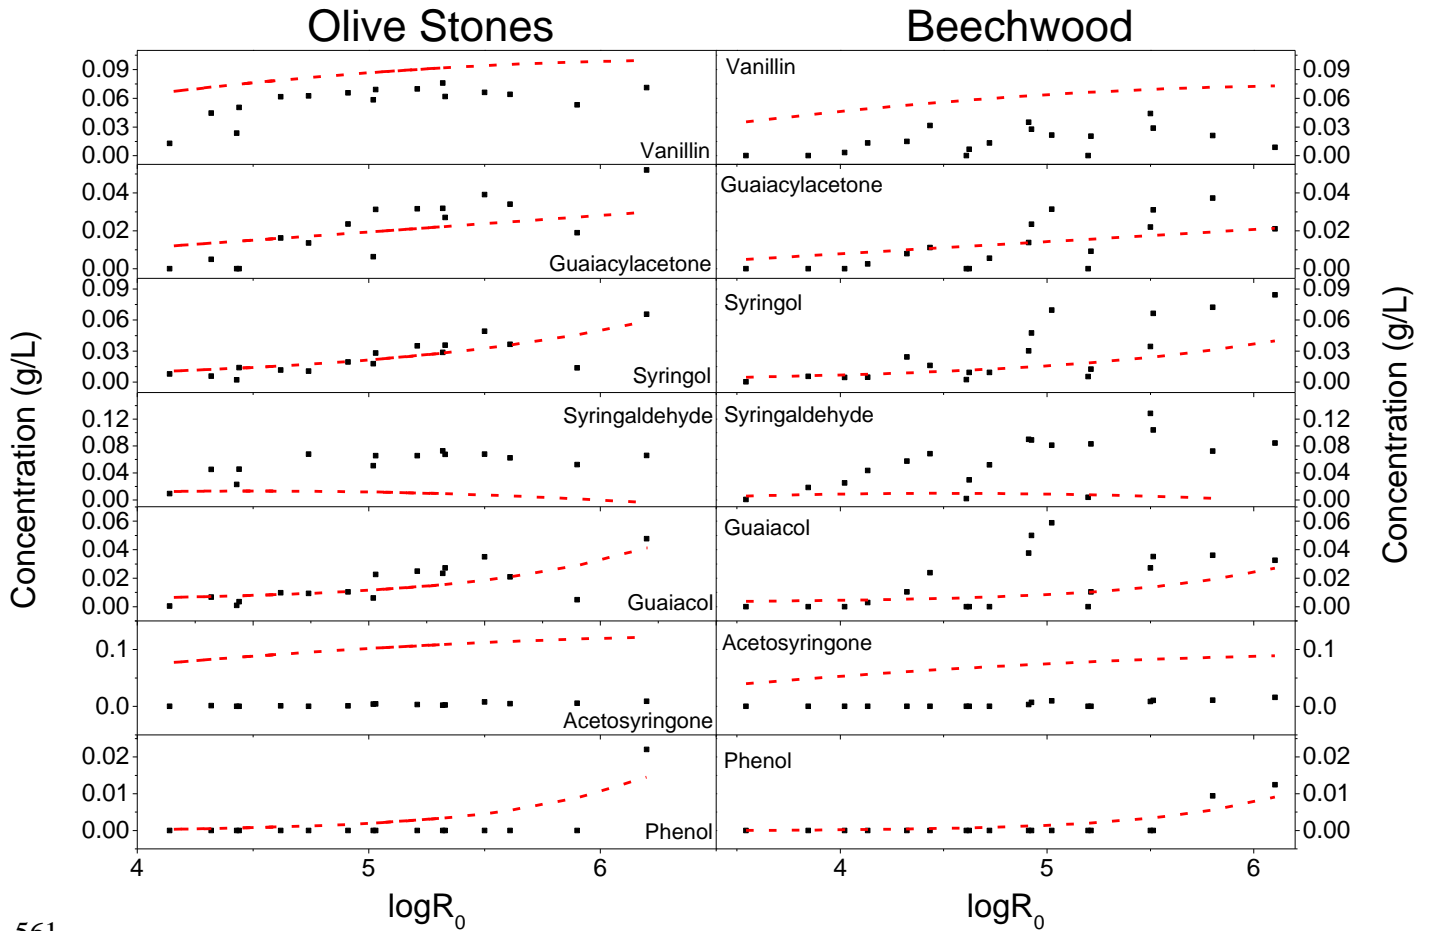 Olive Stones Beechwood
0.09 Vanillin 0.09
0.06 0.06
0.03 0.03
0.00 Vanillin 0.00
0.04 Guaiacylacetone 0.04
0.02 0.02
0.00 Guaiacylacetone 0.00
0.09 Syringol 0.09
0.06 0.06
0.03 0.03
0.00 Syringol 0.00
0.12 Syringaldehyde Syringaldehyde 0.12
0.08 0.08
0.04 0.04
0.00 0.00
0.06 Guaiacol 0.06
0.04 0.04
0.02 0.02
0.00 Guaiacol 0.00
Acetosyringone
0.1 0.1
0.0 0.0
Acetosyringone
0.02 Phenol 0.02
0.01 0.01
0.00 Phenol 0.00
4 5 6 4 5 6
logR0 logR0
Concentration (g/L)
Concentration (g/L)